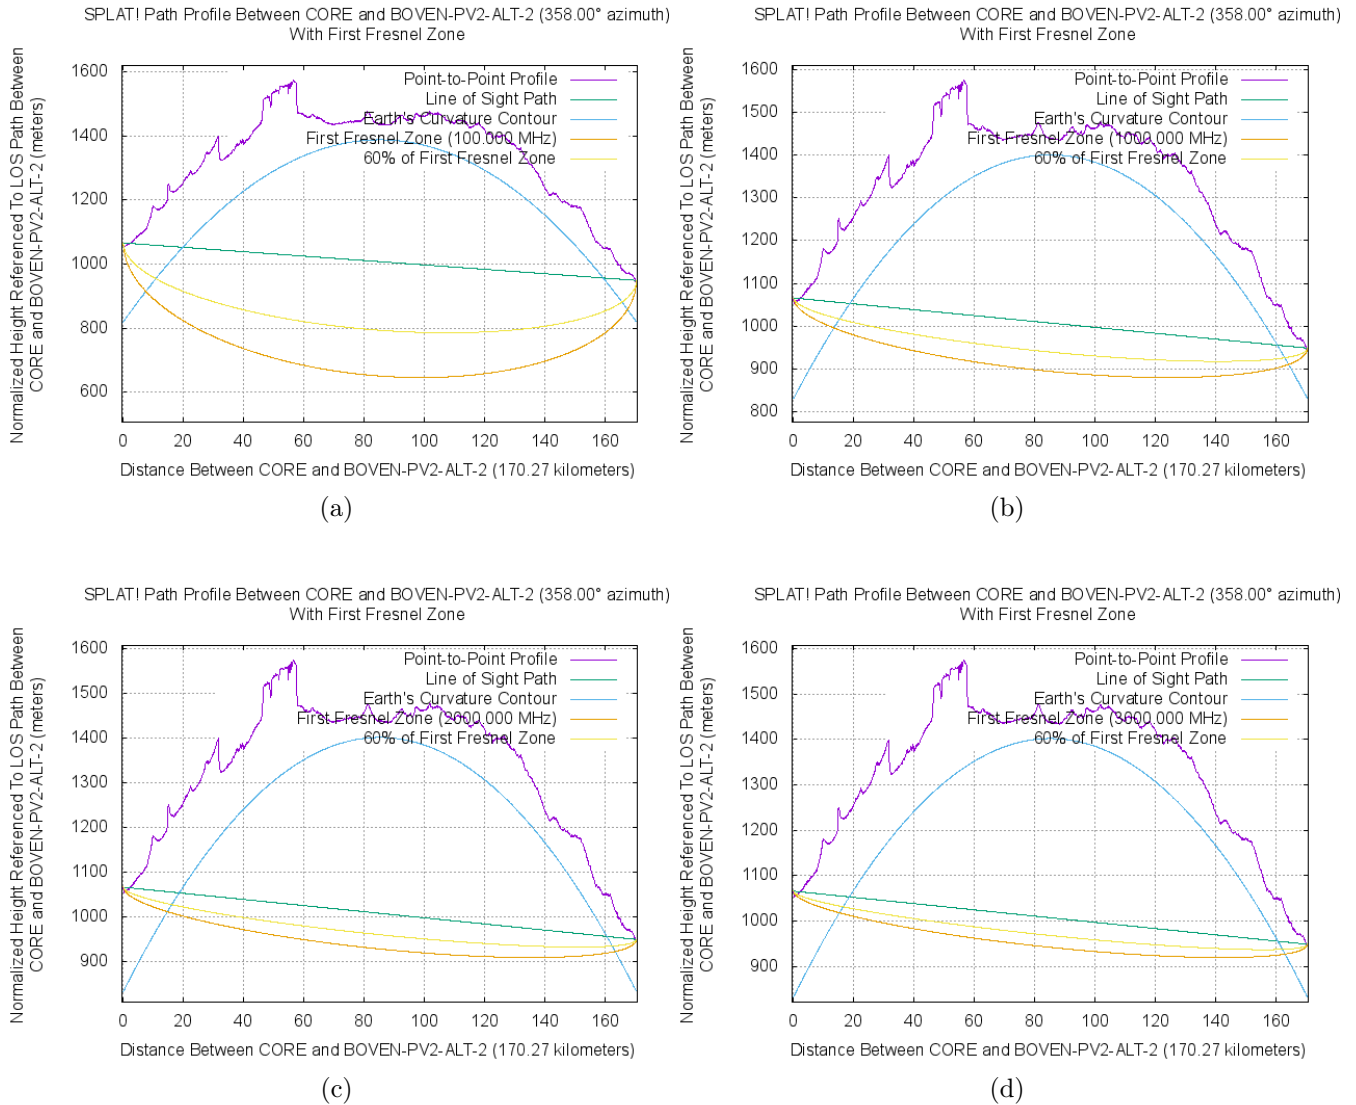 SPLAT! Path Profile Between CORE and BOVEN-PV2-ALT-2 (358.00° azimuth)
With First Fresnel Zone
Normalized Height Referenced To LOS Path Between
CORE and BOVEN-PV2-ALT-2 (meters)
1600
1400
1200
1000
800
600
Point-to-Point Profile
Line of Sight Path
Earth's Curvature Contour
First Fresnel Zone (100.000 MHz)
60% of First Fresnel Zone
0 20 40 60 80 100 120 140 160
Distance Between CORE and BOVEN-PV2-ALT-2 (170.27 kilometers)
(a)
SPLAT! Path Profile Between CORE and BOVEN-PV2-ALT-2 (358.00° azimuth)
With First Fresnel Zone
Normalized Height Referenced To LOS Path Between
CORE and BOVEN-PV2-ALT-2 (meters)
1600
1500
1400
1300
1200
1100
1000
900
800
Point-to-Point Profile
Line of Sight Path
Earth's Curvature Contour
First Fresnel Zone (1000.000 MHz)
60% of First Fresnel Zone
0 20 40 60 80 100 120 140 160
Distance Between CORE and BOVEN-PV2-ALT-2 (170.27 kilometers)
(b)
SPLAT! Path Profile Between CORE and BOVEN-PV2-ALT-2 (358.00° azimuth)
With First Fresnel Zone
Normalized Height Referenced To LOS Path Between
CORE and BOVEN-PV2-ALT-2 (meters)
1600
1500
1400
1300
1200
1100
1000
900
Point-to-Point Profile
Line of Sight Path
Earth's Curvature Contour
First Fresnel Zone (2000.000 MHz)
60% of First Fresnel Zone
0 20 40 60 80 100 120 140 160
Distance Between CORE and BOVEN-PV2-ALT-2 (170.27 kilometers)
(c)
SPLAT! Path Profile Between CORE and BOVEN-PV2-ALT-2 (358.00° azimuth)
With First Fresnel Zone
Normalized Height Referenced To LOS Path Between
CORE and BOVEN-PV2-ALT-2 (meters)
1600
1500
1400
1300
1200
1100
1000
900
Point-to-Point Profile
Line of Sight Path
Earth's Curvature Contour
First Fresnel Zone (3000.000 MHz)
60% of First Fresnel Zone
0 20 40 60 80 100 120 140 160
Distance Between CORE and BOVEN-PV2-ALT-2 (170.27 kilometers)
(d)